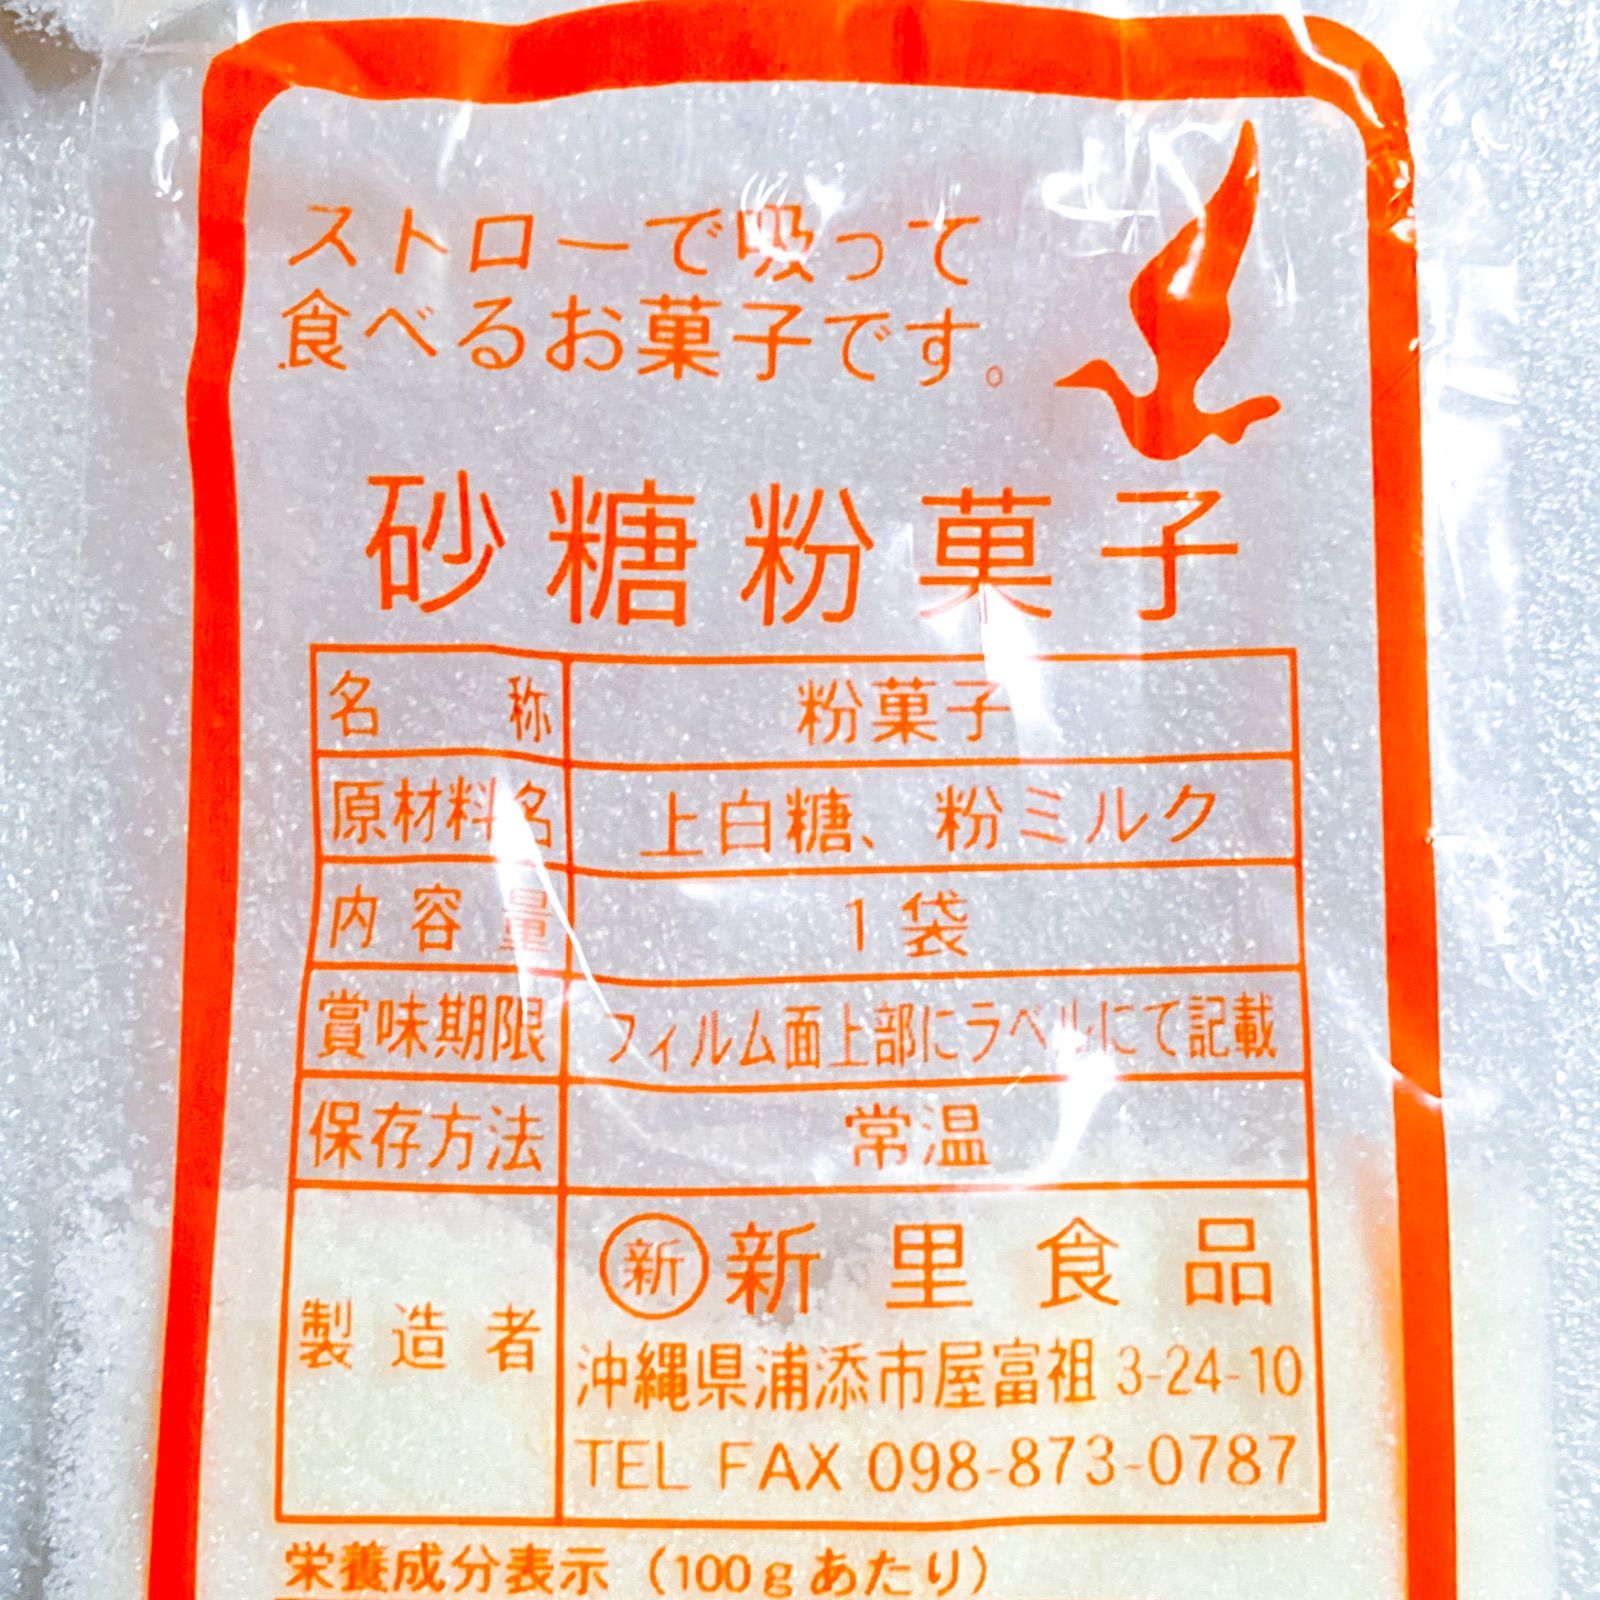 ストローで吸って
食べるお菓子です。
砂糖粉菓子
名称 粉菓子
原材料名 上白糖、粉ミルク
内容量 1袋
賞味期限 フィルム面上部にラベルにて記載
保存方法 常温
製造者 新 新里食品
沖縄県浦添市屋富祖3-24-10
TEL FAX 098-873-0787
栄養成分表示(100gあたり)